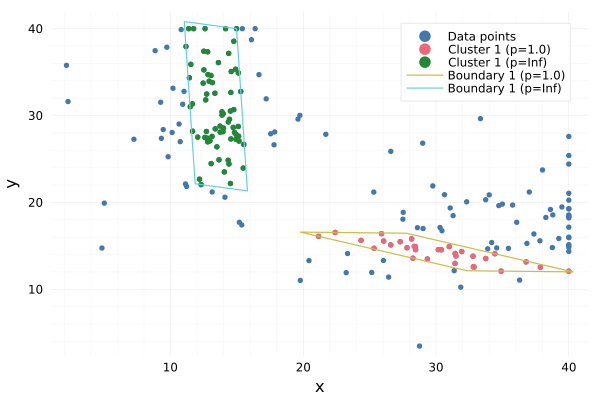 40
30
20
10
y
10
20
30
40
x
Data points
Cluster 1 (p=1.0)
Cluster 1 (p=Inf)
Boundary 1 (p=1.0)
Boundary 1 (p=Inf)